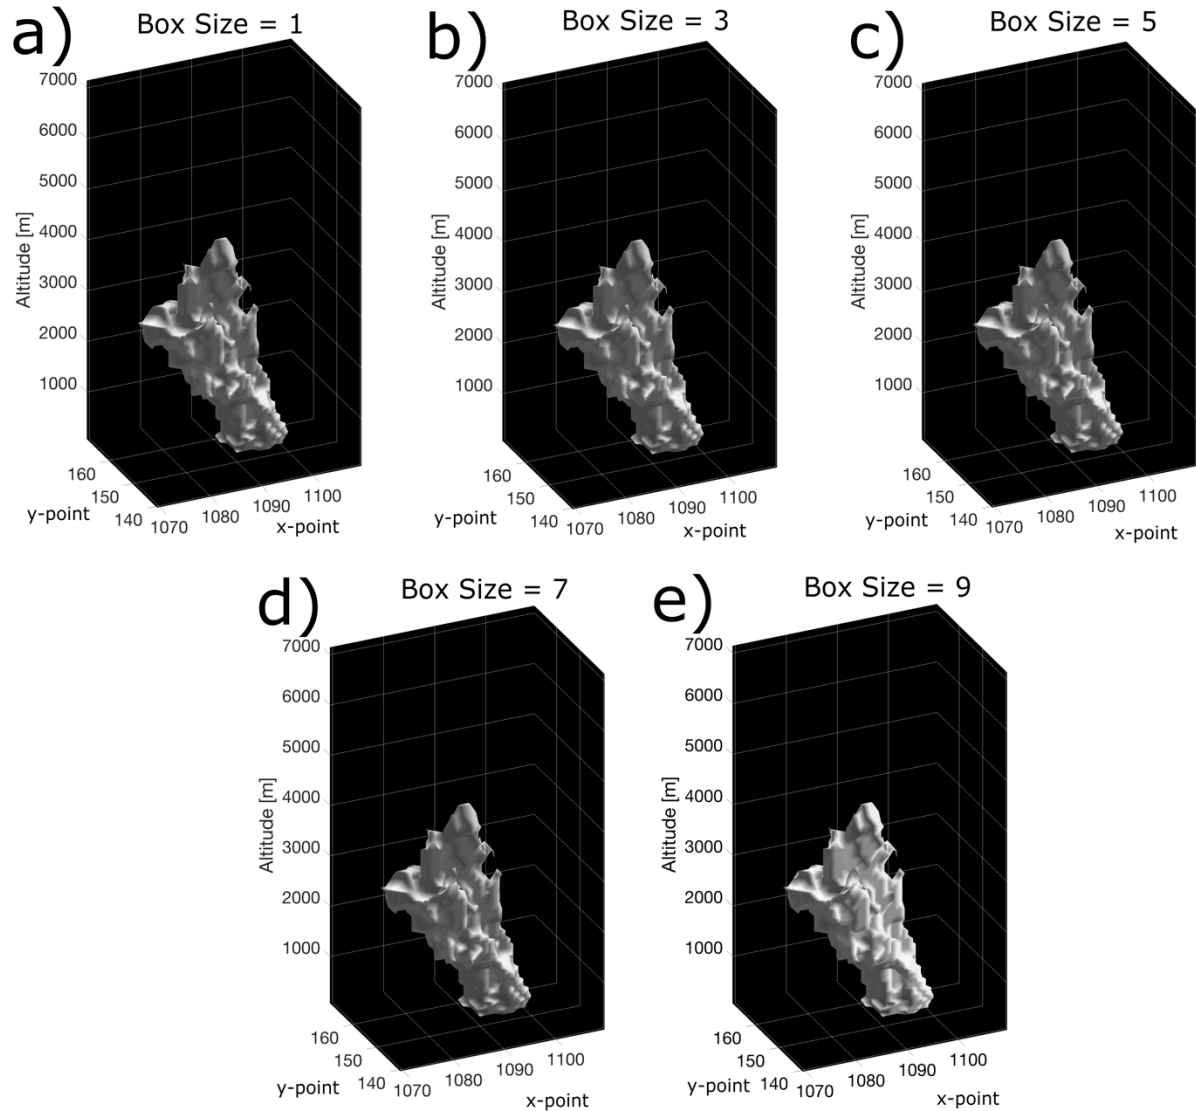 a)
Box Size = 1
7000
6000
5000
4000
3000
2000
1000
Altitude [m]
160
150
140
y-point
1070
1080
1090
1100
x-point
b)
Box Size = 3
7000
6000
5000
4000
3000
2000
1000
Altitude [m]
160
150
140
y-point
1070
1080
1090
1100
x-point
c)
Box Size = 5
7000
6000
5000
4000
3000
2000
1000
Altitude [m]
160
150
140
y-point
1070
1080
1090
1100
x-point
d)
Box Size = 7
7000
6000
5000
4000
3000
2000
1000
Altitude [m]
160
150
140
y-point
1070
1080
1090
1100
x-point
e)
Box Size = 9
7000
6000
5000
4000
3000
2000
1000
Altitude [m]
160
150
140
y-point
1070
1080
1090
1100
x-point